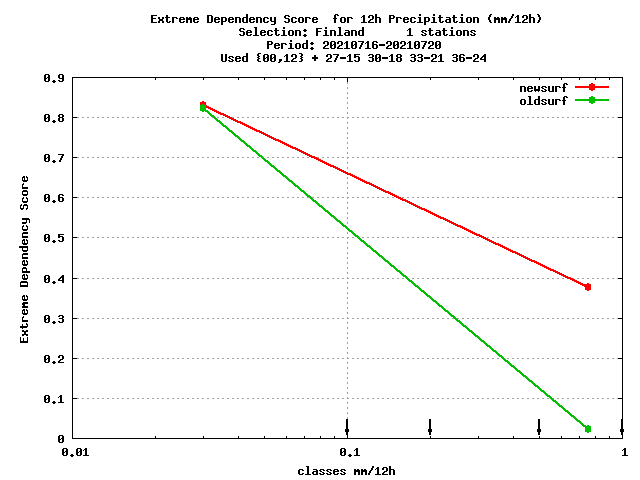 Extreme Dependency Score  for 12h Precipitation (mm/12h)
Selection: Finland      1 stations
Period: 20210716-20210720
Used {00,12} + 27-15 30-18 33-21 36-24
newsurf
oldsurf
0.9
0.8
0.7
0.6
0.5
0.4
0.3
0.2
0.1
0
Extreme Dependency Score
0.01
0.1
1
classes mm/12h